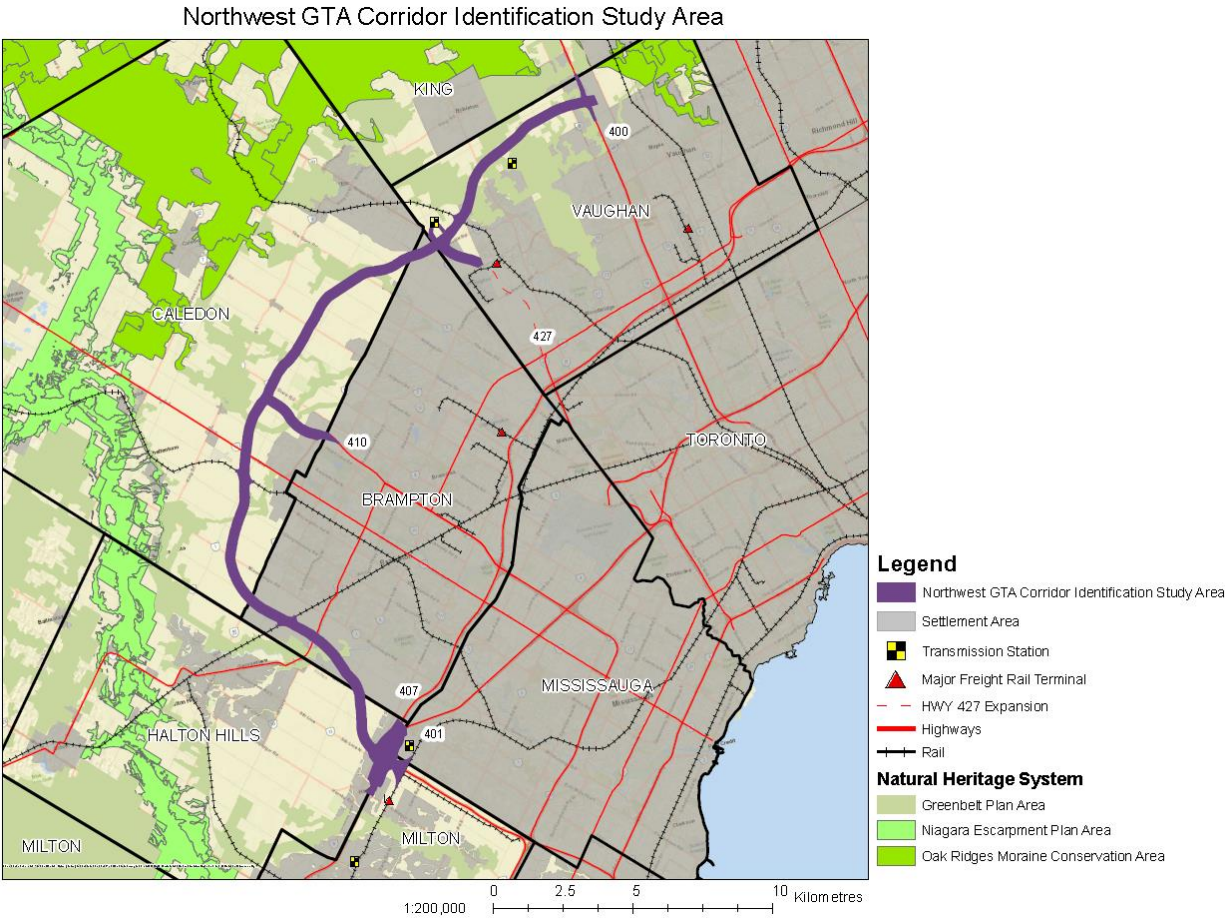 Northwest GTA Corridor Identification Study Area
KING
400
Vaughan
Richmond Hill
VAUGHAN
CALEDON
427
410
TORONTO
BRAMPTON
MISSISSAUGA
407
401
HALTON HILLS
MILTON
MILTON
Legend
Northwest GTA Corridor Identification Study Area
Settlement Area
Transmission Station
Major Freight Rail Terminal
HWY 427 Expansion
Highways
Rail
Natural Heritage System
Greenbelt Plan Area
Niagara Escarpment Plan Area
Oak Ridges Moraine Conservation Area
0 2.5 5 10 Kilometres
1:200,000